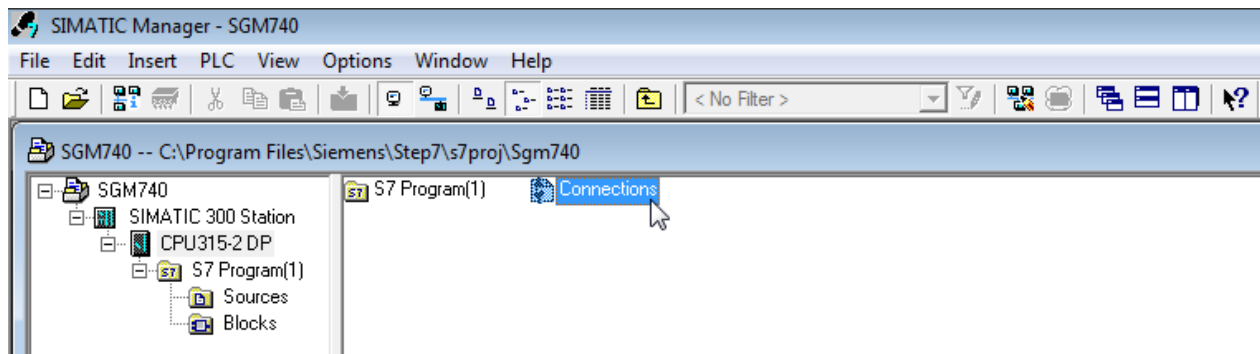 SIMATIC Manager - SGM740
File Edit Insert PLC View Options Window Help
< No Filter >
SGM740 -- C:\Program Files\Siemens\Step7\s7proj\Sgm740
SGM740
SIMATIC 300 Station
CPU315-2 DP
S7 Program(1)
Sources
Blocks
S7 Program(1)
Connections